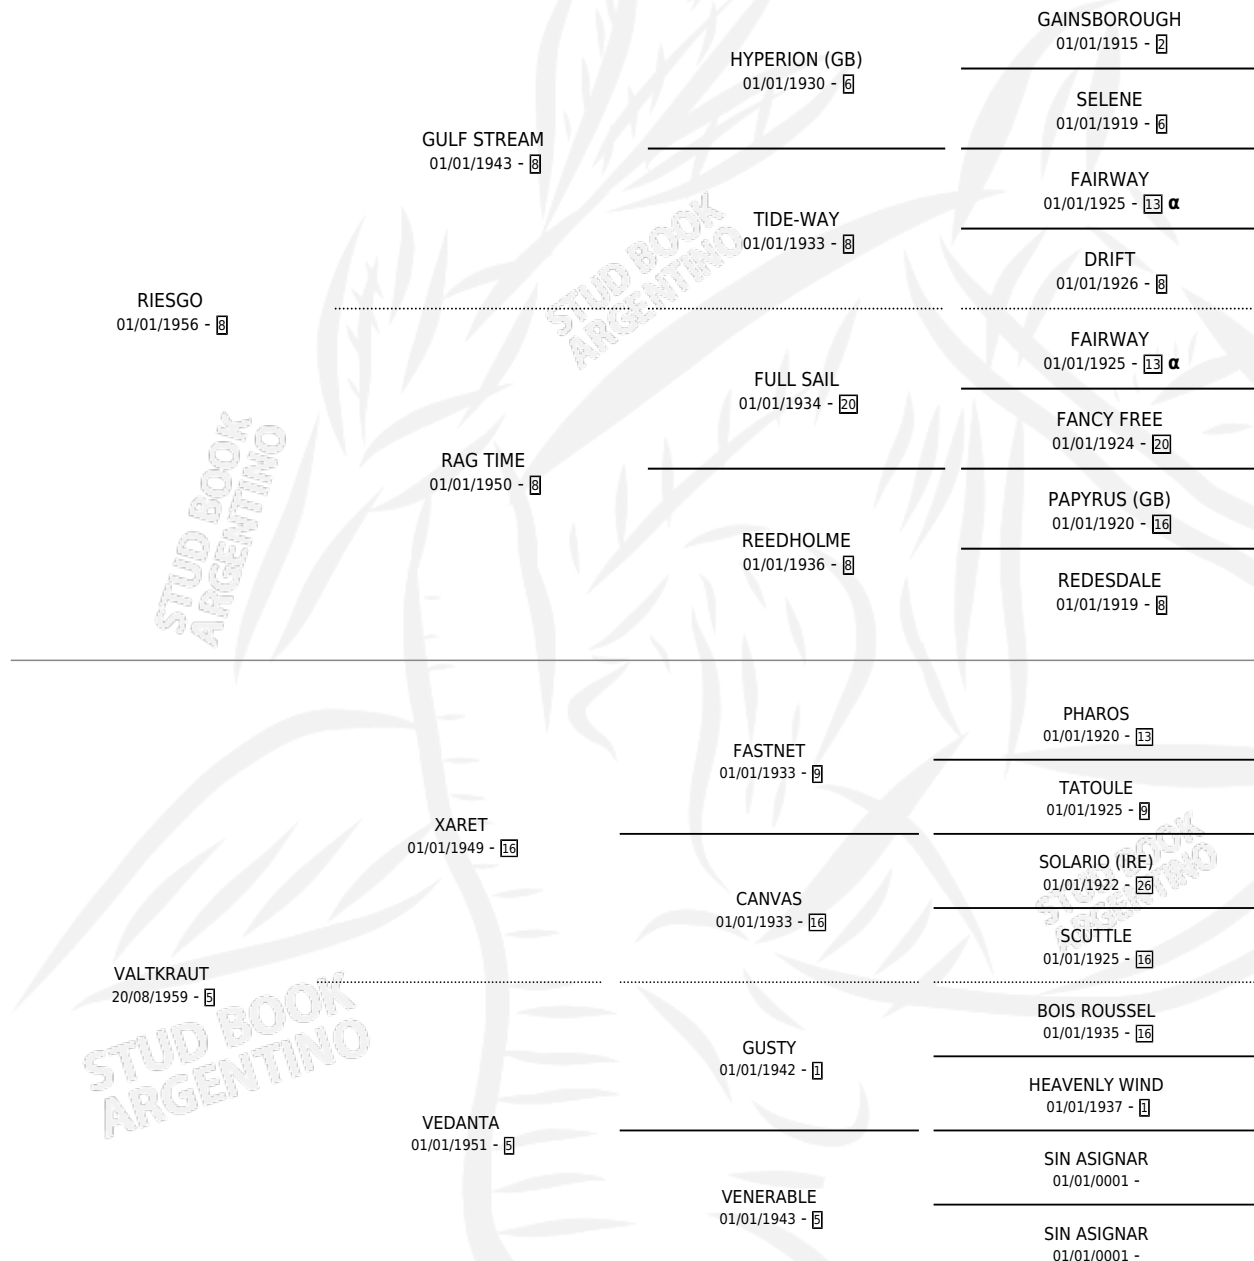 GAINSBOROUGH
01/01/1915 - 2
HYPERION (GB)
01/01/1930 - 6
SELENE
01/01/1919 - 6
GULF STREAM
01/01/1943 - 8
FAIRWAY
01/01/1925 - 13 α
TIDE-WAY
01/01/1933 - 8
DRIFT
01/01/1926 - 8
RIESGO
01/01/1956 - 8
FAIRWAY
01/01/1925 - 13 α
FULL SAIL
01/01/1934 - 20
FANCY FREE
01/01/1924 - 20
RAG TIME
01/01/1950 - 8
PAPYRUS (GB)
01/01/1920 - 16
REEDHOLME
01/01/1936 - 8
REDESDALE
01/01/1919 - 8
STUD BOOK
ARGENTINO
STUD BOOK
ARGENTINO
PHAROS
01/01/1920 - 13
FASTNET
01/01/1933 - 9
TATOULE
01/01/1925 - 9
XARET
01/01/1949 - 16
SOLARIO (IRE)
01/01/1922 - 26
CANVAS
01/01/1933 - 16
SCUTTLE
01/01/1925 - 16
VALTKRAUT
20/08/1959 - 5
BOIS ROUSSEL
01/01/1935 - 16
GUSTY
01/01/1942 - 1
HEAVENLY WIND
01/01/1937 - 1
VEDANTA
01/01/1951 - 5
SIN ASIGNAR
01/01/0001 -
VENERABLE
01/01/1943 - 5
SIN ASIGNAR
01/01/0001 -
STUD BOOK
ARGENTINO
STUD BOOK
ARGENTINO